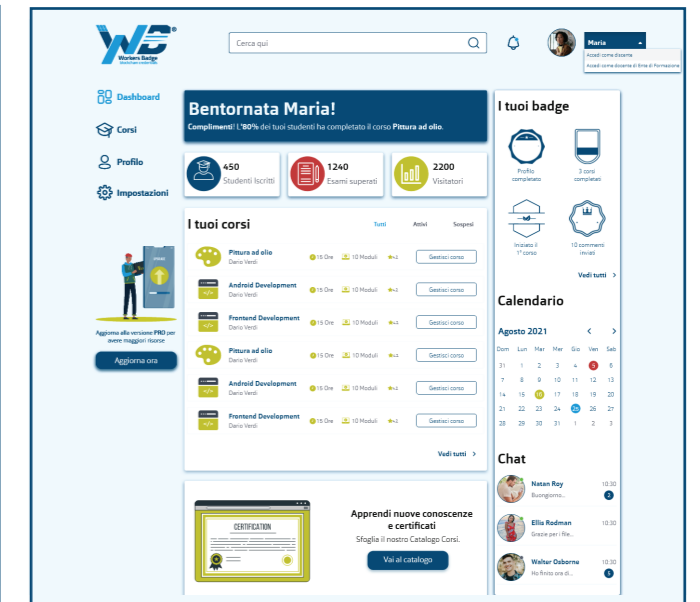 WB
Workers Badge
blockchain credentials
Cerca qui
Maria
Accedi come discente
Accedi come docente di Ente di Formazione
Dashboard
Corsi
Profilo
Impostazioni
Aggiorna alla versione PRO per
avere maggiori risorse
Aggiorna ora
Bentornata Maria!
Complimenti! L'80% dei tuoi studenti ha completato il corso Pittura ad olio.
450
Studenti Iscritti
1240
Esami superati
2200
Visitatori
I tuoi corsi
Tutti Attivi Sospesi
Pittura ad olio
Dario Verdi
15 Ore 10 Moduli Gestisci corso
Android Development
Dario Verdi
15 Ore 10 Moduli Gestisci corso
Frontend Development
Dario Verdi
15 Ore 10 Moduli Gestisci corso
Pittura ad olio
Dario Verdi
15 Ore 10 Moduli Gestisci corso
Android Development
Dario Verdi
15 Ore 10 Moduli Gestisci corso
Frontend Development
Dario Verdi
15 Ore 10 Moduli Gestisci corso
Vedi tutti >
CERTIFICATION
Apprendi nuove conoscenze
e certificati
Sfoglia il nostro Catalogo Corsi.
Vai al catalogo
I tuoi badge
Profilo
completato
3 corsi
completati
Iniziato il
1° corso
10 commenti
inviati
Vedi tutti >
Calendario
Agosto 2021 < >
Dom Lun Mar Mer Gio Ven Sab
31 1 2 3 4 5 6
7 8 9 10 11 12 13
14 15 16 17 18 19 20
21 22 23 24 25 26 27
28 29 30 31 1 2 3
Chat
Natan Roy 10:30
Buongiorno... 2
Ellis Rodman 10:30
Grazie per i file...
Walter Osborne 10:30
Ho finito ora di... 5